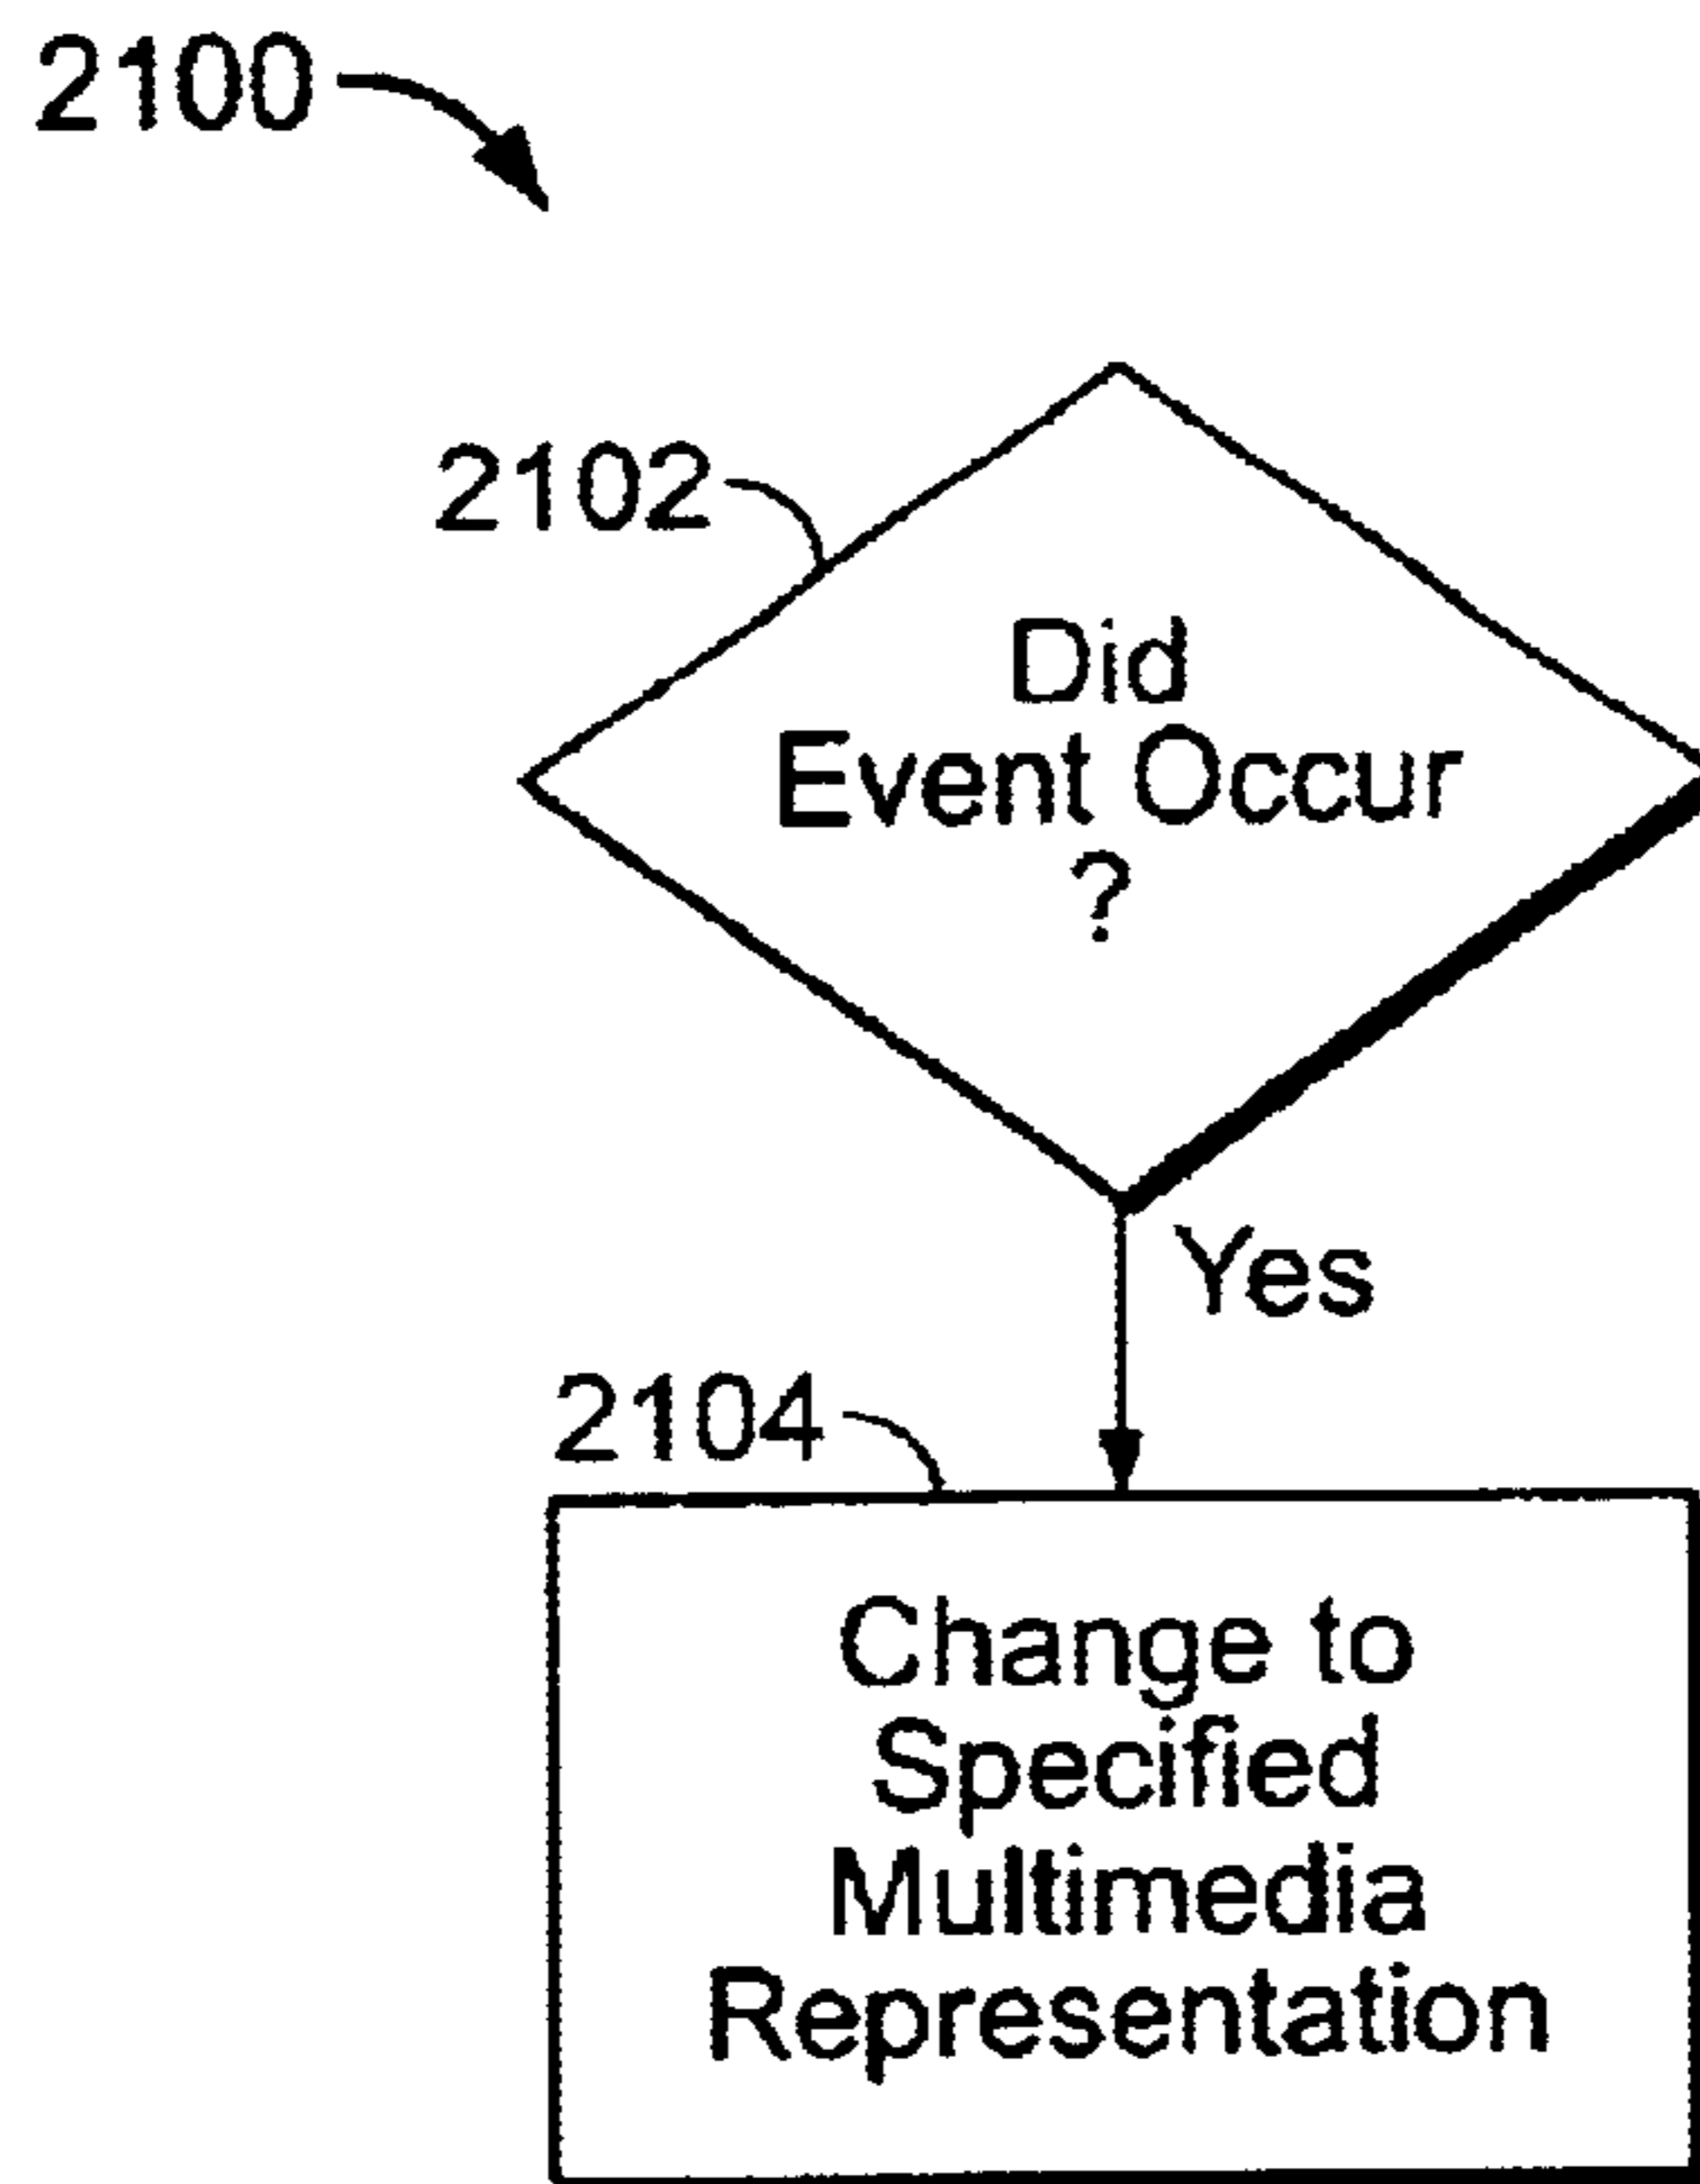 2100
2102
Did
Event Occur
?
Yes
2104
Change to
Specified
Multimedia
Representation